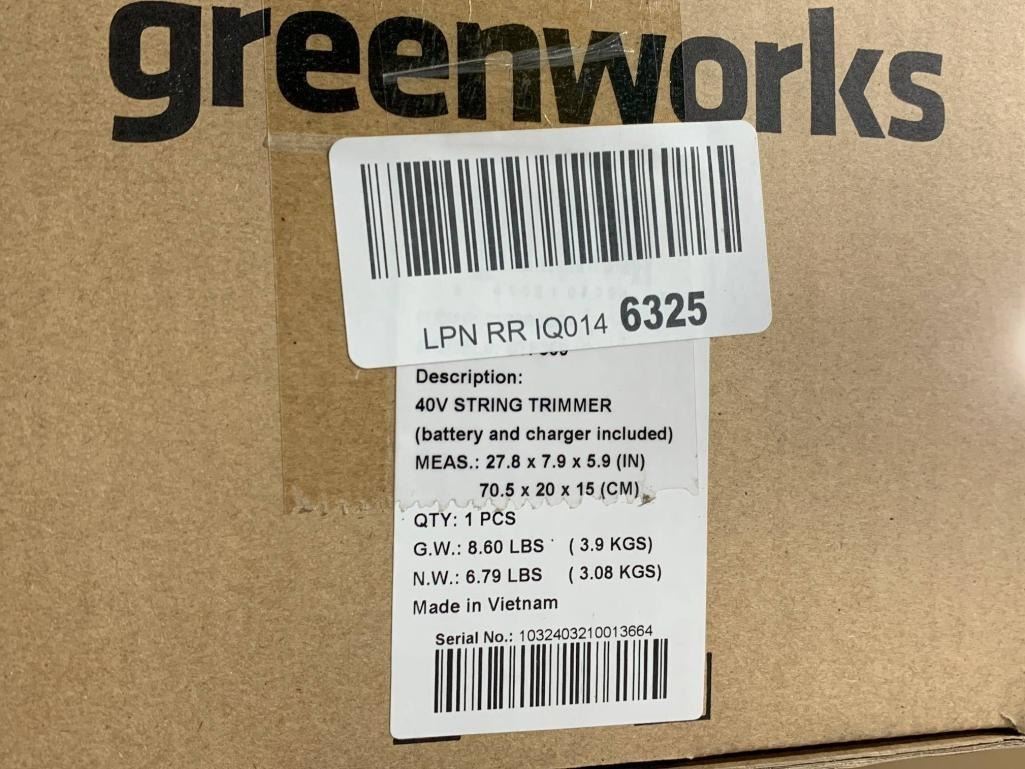 greenworks
LPN RR IQ014 6325
Description:
40V STRING TRIMMER
(battery and charger included)
MEAS.: 27.8 x 7.9 x 5.9 (IN)
70.5 x 20 x 15 (CM)
QTY: 1 PCS
G.W.: 8.60 LBS ( 3.9 KGS)
N.W.: 6.79 LBS ( 3.08 KGS)
Made in Vietnam
Serial No.: 1032403210013664